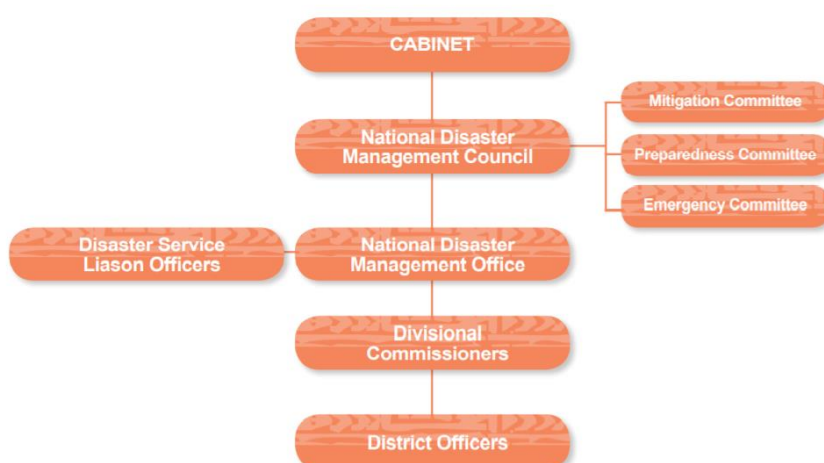 CABINET
National Disaster
Management Council
Mitigation Committee
Preparedness Committee
Emergency Committee
Disaster Service
Liason Officers
National Disaster
Management Office
Divisional
Commissioners
District Officers